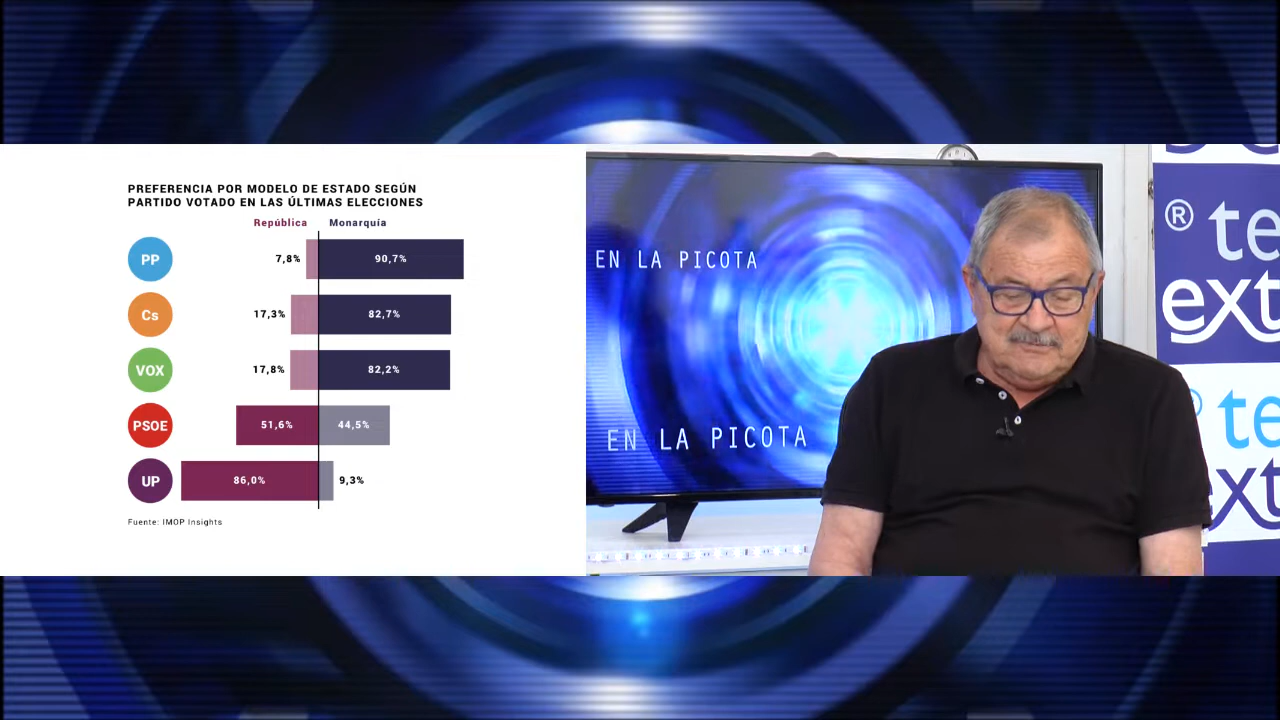 PREFERENCIA POR MODELO DE ESTADO SEGÚN
PARTIDO VOTADO EN LAS ÚLTIMAS ELECCIONES
República Monarquía
PP 7,8% 90,7%
Cs 17,3% 82,7%
VOX 17,8% 82,2%
PSOE 51,6% 44,5%
UP 86,0% 9,3%
Fuente: IMOP Insights
EN LA PICOTA
EN LA PICOTA
® te
ext
te
ext